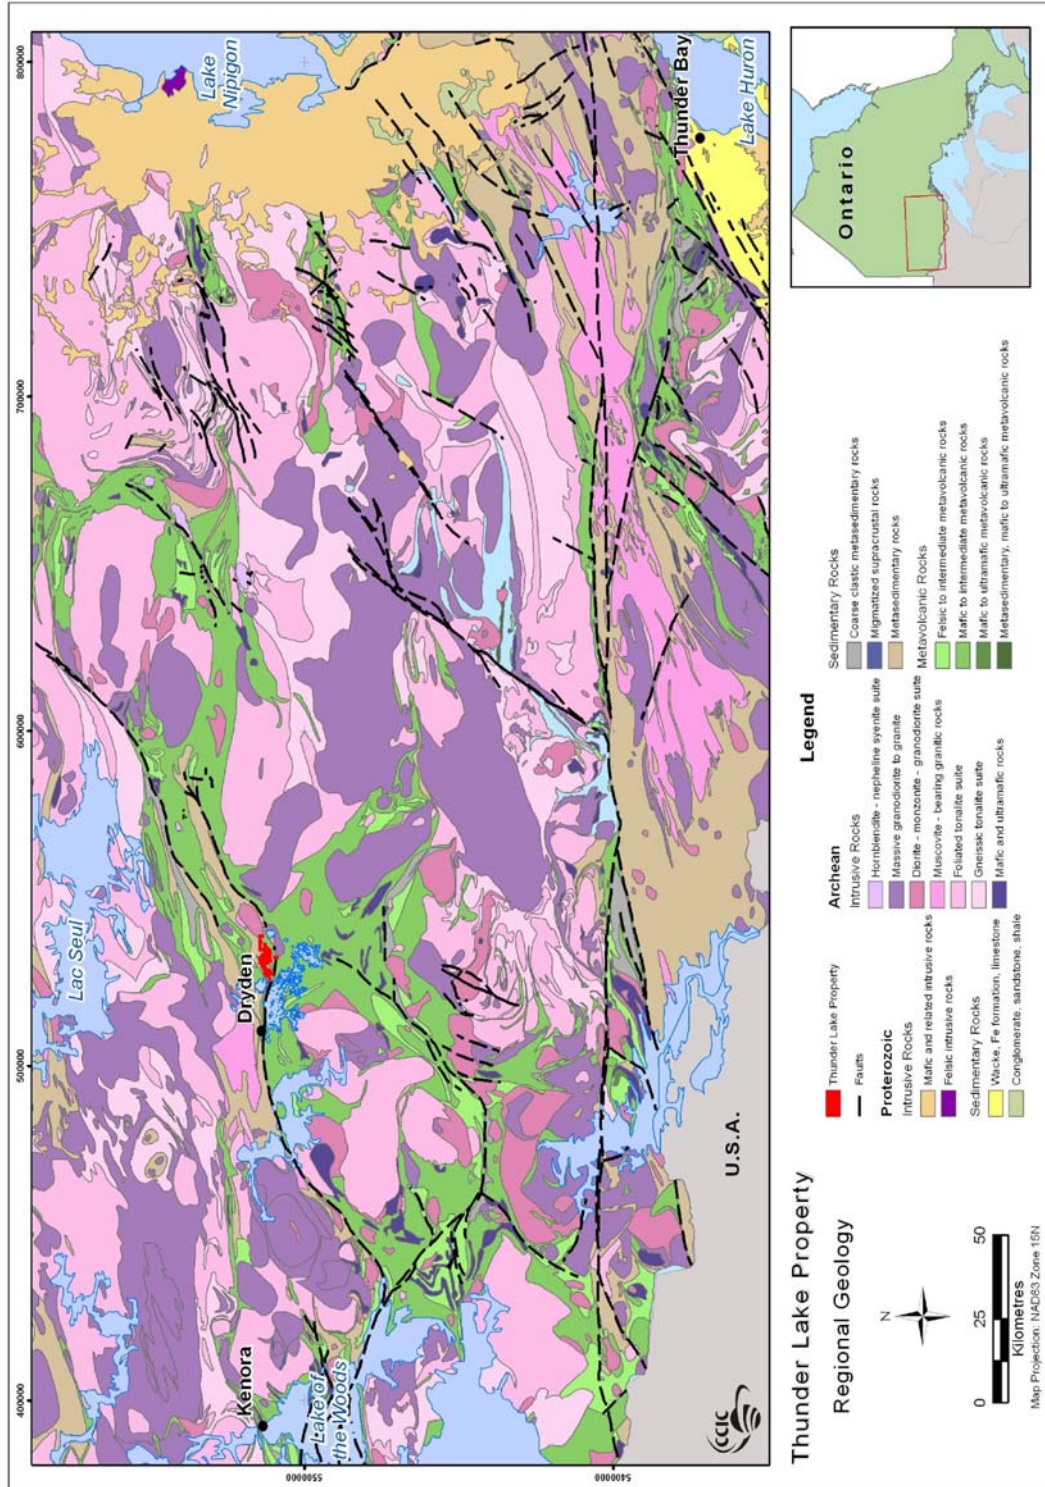 400000
500000
600000
700000
800000
5500000
5400000
Lac Seul
Lake
Nipigon
Kenora
Dryden
Lake of
the Woods
Thunder Bay
Lake Huron
U.S.A.
CCIC
Thunder Lake Property
Regional Geology
N
0
25
50
Kilometres
Map Projection: NAD83 Zone 15N
Legend
Thunder Lake Property
Faults
Proterozoic
Intrusive Rocks
Mafic and related intrusive rocks
Felsic intrusive rocks
Sedimentary Rocks
Wacke, Fe formation, limestone
Conglomerate, sandstone, shale
Archean
Intrusive Rocks
Hornblendite - nepheline syenite suite
Massive granodiorite to granite
Diorite - monzonite - granodiorite suite
Muscovite - bearing granitic rocks
Foliated tonalite suite
Gneissic tonalite suite
Mafic and ultramafic rocks
Sedimentary Rocks
Coarse clastic metasedimentary rocks
Migmatized supracrustal rocks
Metasedimentary rocks
Metavolcanic Rocks
Felsic to intermediate metavolcanic rocks
Mafic to intermediate metavolcanic rocks
Mafic to ultramafic metavolcanic rocks
Metasedimentary, mafic to ultramafic metavolcanic rocks
Ontario